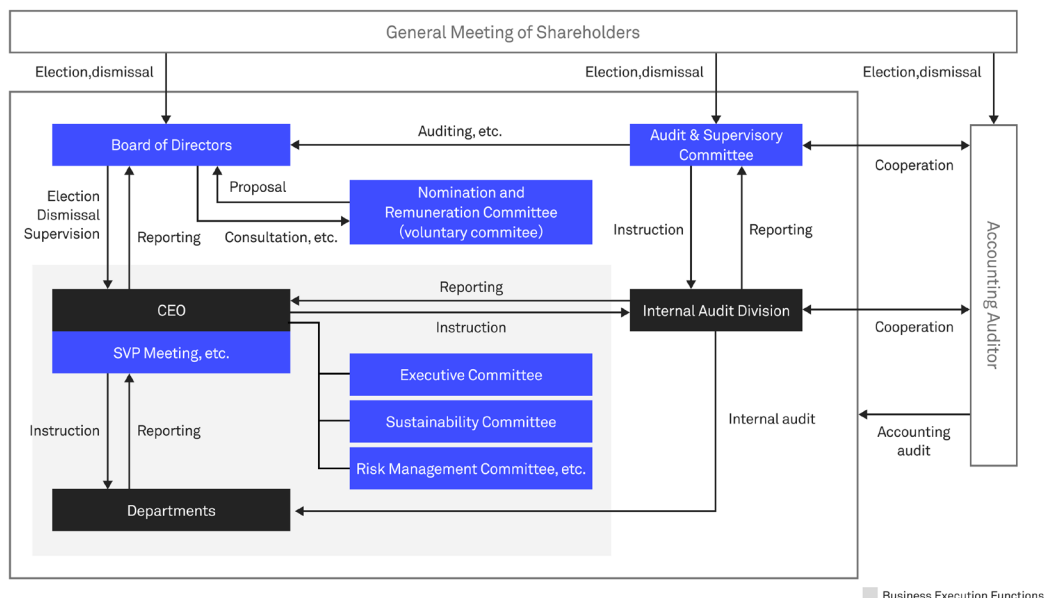 General Meeting of Shareholders
Election,dismissal
Election,dismissal
Election,dismissal
Board of Directors
Auditing, etc.
Audit & Supervisory
Committee
Cooperation
Election
Dismissal
Supervision
Reporting
Proposal
Consultation, etc.
Nomination and
Remuneration Committee
(voluntary commitee)
Instruction
Reporting
Accounting Auditor
CEO
SVP Meeting, etc.
Reporting
Instruction
Internal Audit Division
Cooperation
Executive Committee
Sustainability Committee
Risk Management Committee, etc.
Instruction
Reporting
Internal audit
Accounting
audit
Departments
Business Execution Functions